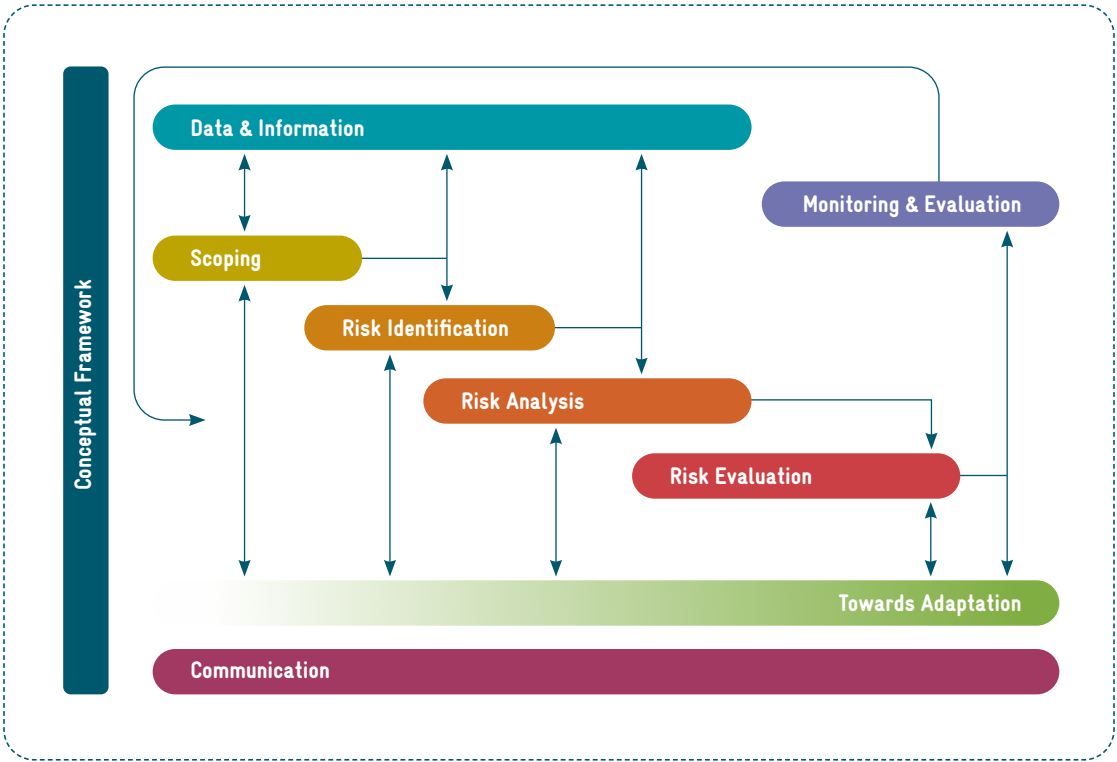 Conceptual Framework
Data & Information
Monitoring & Evaluation
Scoping
Risk Identification
Risk Analysis
Risk Evaluation
Towards Adaptation
Communication